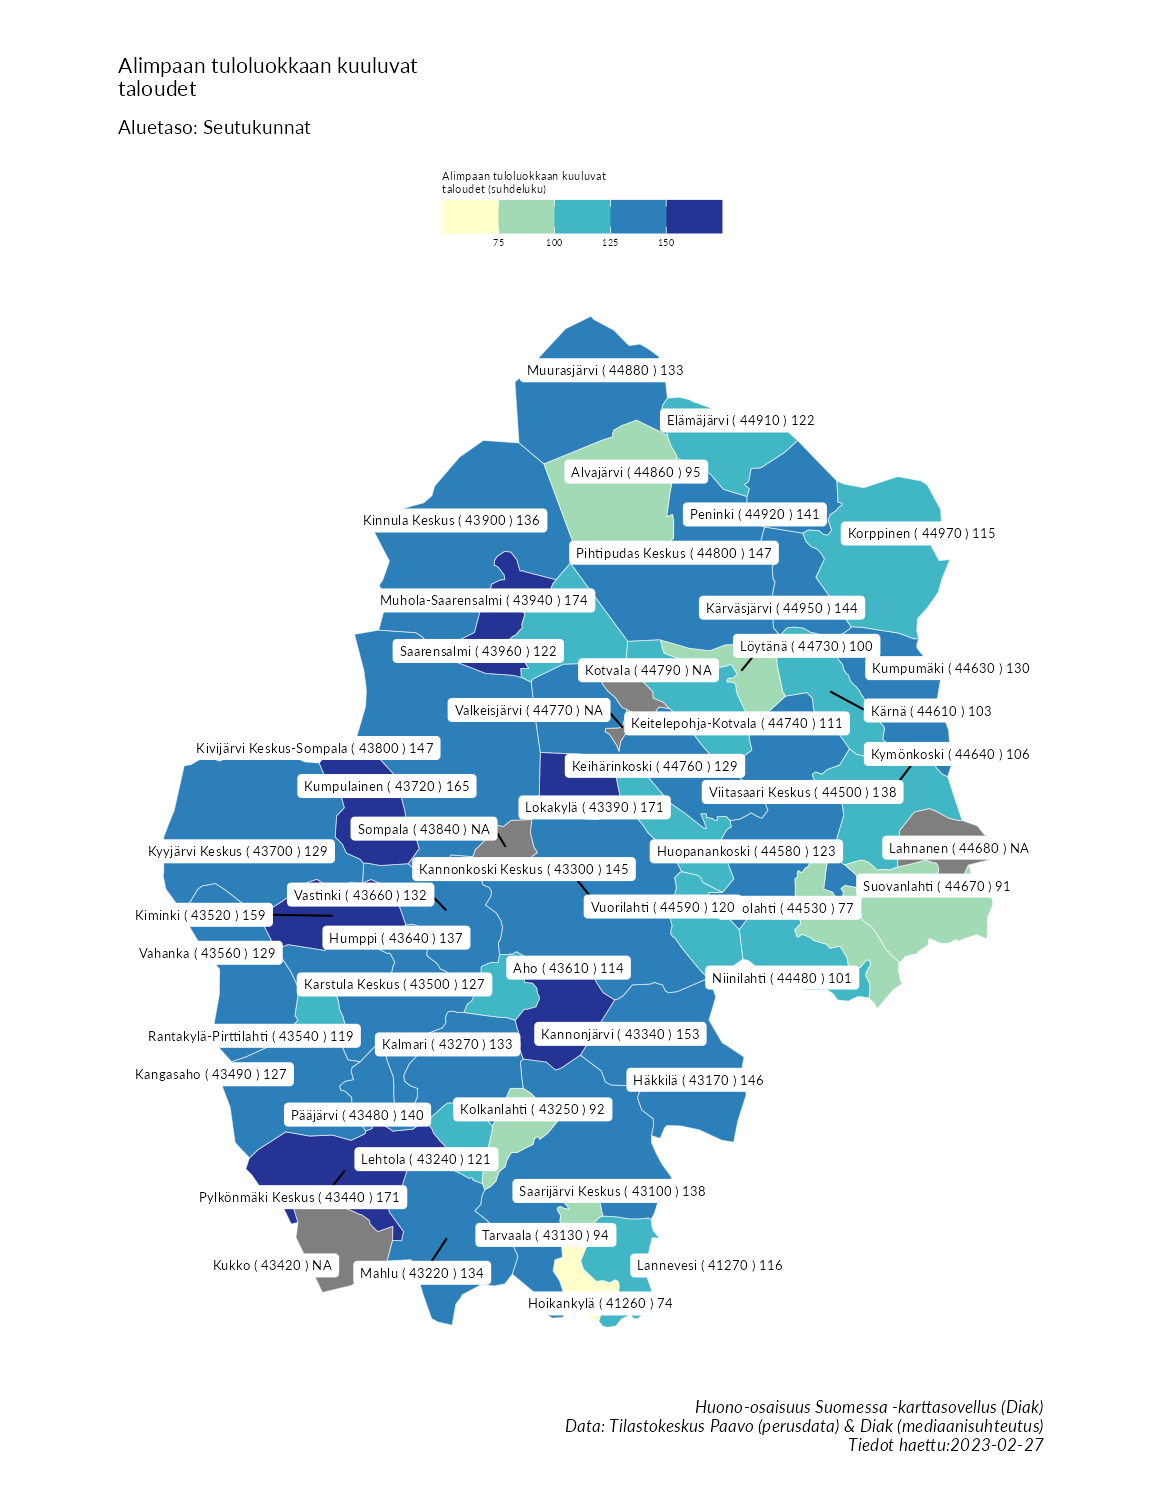 Alimpaan tuloluokkaan kuuluvat
taloudet
Aluetaso: Seutukunnat
Alimpaan tuloluokkaan kuuluvat
taloudet (suhdeluku)
75 100 125 150
Muurasjärvi ( 44880 ) 133
Elämäjärvi ( 44910 ) 122
Alvajärvi ( 44860 ) 95
Peninki ( 44920 ) 141
Kinnula Keskus ( 43900 ) 136
Korppinen ( 44970 ) 115
Pihtipudas Keskus ( 44800 ) 147
Muhola-Saarensalmi ( 43940 ) 174
Kärväsjärvi ( 44950 ) 144
Löytänä ( 44730 ) 100
Saarensalmi ( 43960 ) 122
Kotvala ( 44790 ) NA
Kumpumäki ( 44630 ) 130
Valkeisjärvi ( 44770 ) NA
Kärnä ( 44610 ) 103
Keitelepohja-Kotvala ( 44740 ) 111
Kivijärvi Keskus-Sompala ( 43800 ) 147
Kymönkoski ( 44640 ) 106
Keihärinkoski ( 44760 ) 129
Kumpulainen ( 43720 ) 165
Viitasaari Keskus ( 44500 ) 138
Lokakylä ( 43390 ) 171
Sompala ( 43840 ) NA
Lahnanen ( 44680 ) NA
Kyyjärvi Keskus ( 43700 ) 129
Huopanankoski ( 44580 ) 123
Kannonkoski Keskus ( 43300 ) 145
Suovanlahti ( 44670 ) 91
Vastinki ( 43660 ) 132
Vuorilahti ( 44590 ) 120
olahti ( 44530 ) 77
Kiminki ( 43520 ) 159
Humppi ( 43640 ) 137
Vahanka ( 43560 ) 129
Aho ( 43610 ) 114
Niinilahti ( 44480 ) 101
Karstula Keskus ( 43500 ) 127
Rantakylä-Pirttilahti ( 43540 ) 119
Kannonjärvi ( 43340 ) 153
Kalmari ( 43270 ) 133
Kangasaho ( 43490 ) 127
Häkkilä ( 43170 ) 146
Pääjärvi ( 43480 ) 140
Kolkanlahti ( 43250 ) 92
Lehtola ( 43240 ) 121
Saarijärvi Keskus ( 43100 ) 138
Pylkönmäki Keskus ( 43440 ) 171
Tarvaala ( 43130 ) 94
Kukko ( 43420 ) NA
Lannevesi ( 41270 ) 116
Mahlu ( 43220 ) 134
Hoikankylä ( 41260 ) 74
Huono-osaisuus Suomessa -karttasovellus (Diak)
Data: Tilastokeskus Paavo (perusdata) & Diak (mediaanisuhteutus)
Tiedot haettu:2023-02-27